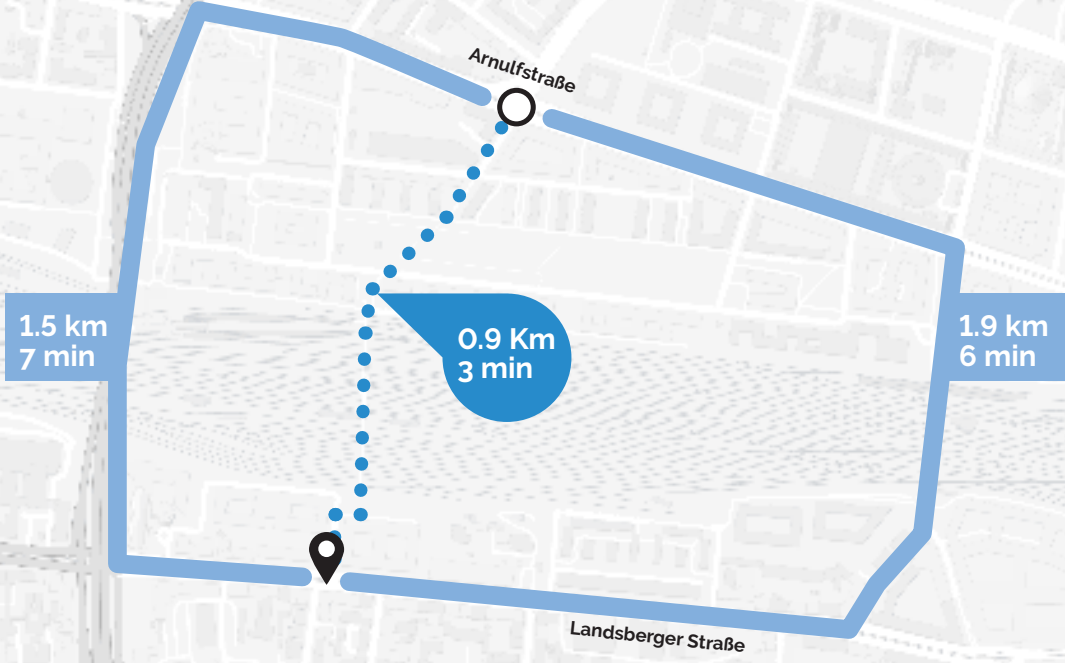 Arnulfstraße
1.5 km
7 min
0.9 Km
3 min
1.9 km
6 min
Landsberger Straße